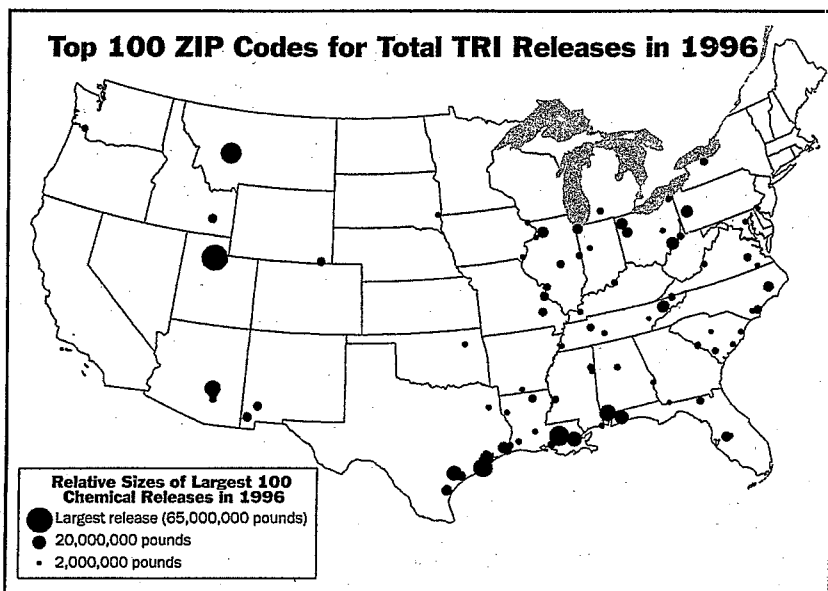 Top 100 ZIP Codes for Total TRI Releases in 1996
Relative Sizes of Largest 100
Chemical Releases in 1996
Largest release (65,000,000 pounds)
20,000,000 pounds
2,000,000 pounds